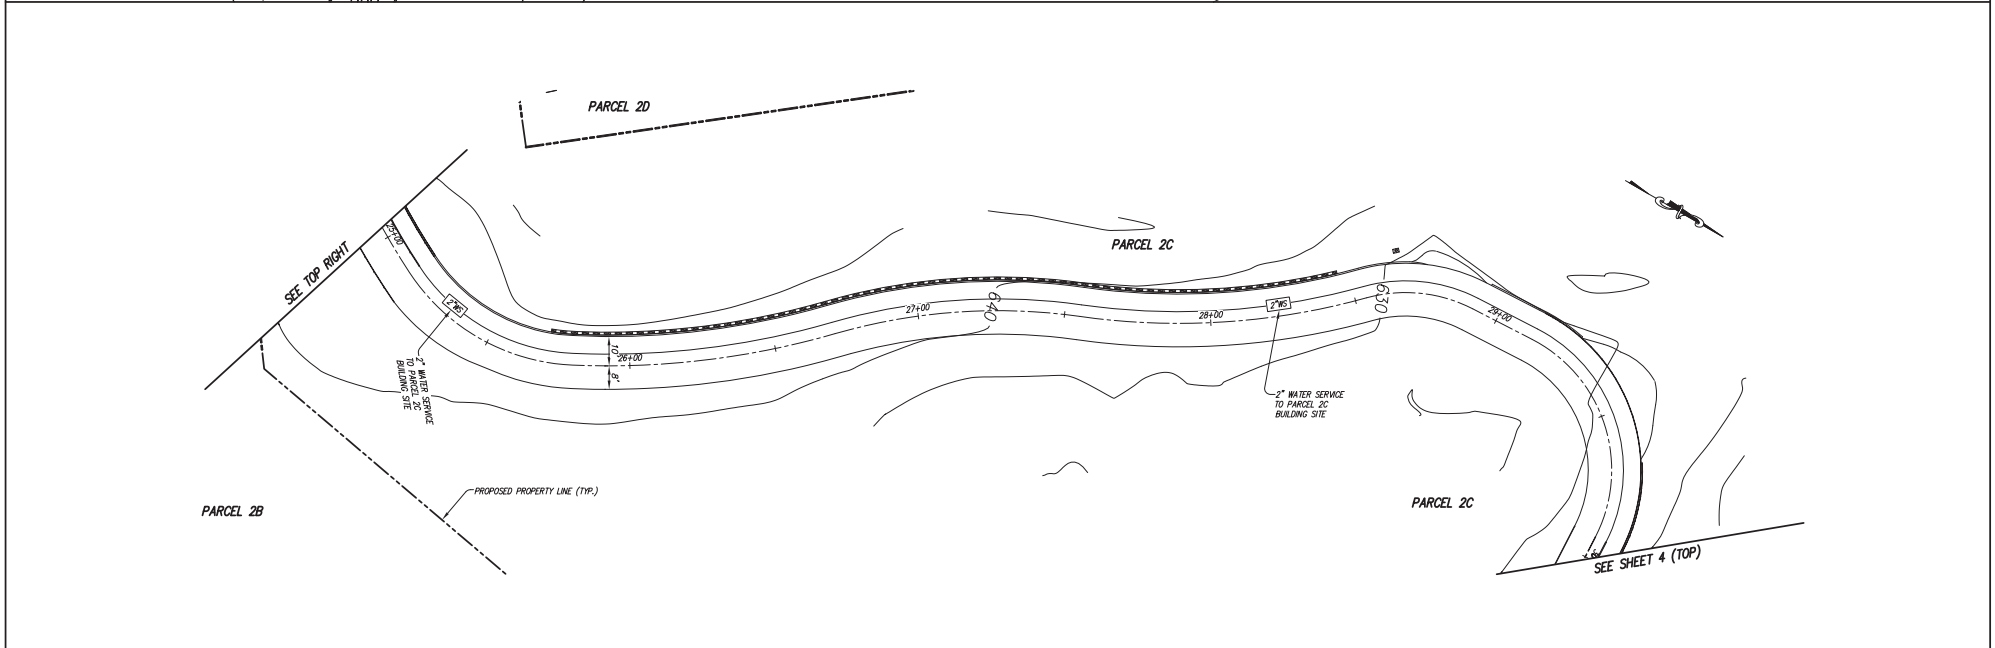 PARCEL 2D
SEE TOP RIGHT
25+00
2"WS
PARCEL 2C
27+00
640
630
28+00
2"WS
29+00
10'
26+00
8'
2" WATER SERVICE
TO PARCEL 2C
BUILDING SITE
2" WATER SERVICE
TO PARCEL 2C
BUILDING SITE
PROPOSED PROPERTY LINE (TYP.)
PARCEL 2B
PARCEL 2C
SEE SHEET 4 (TOP)